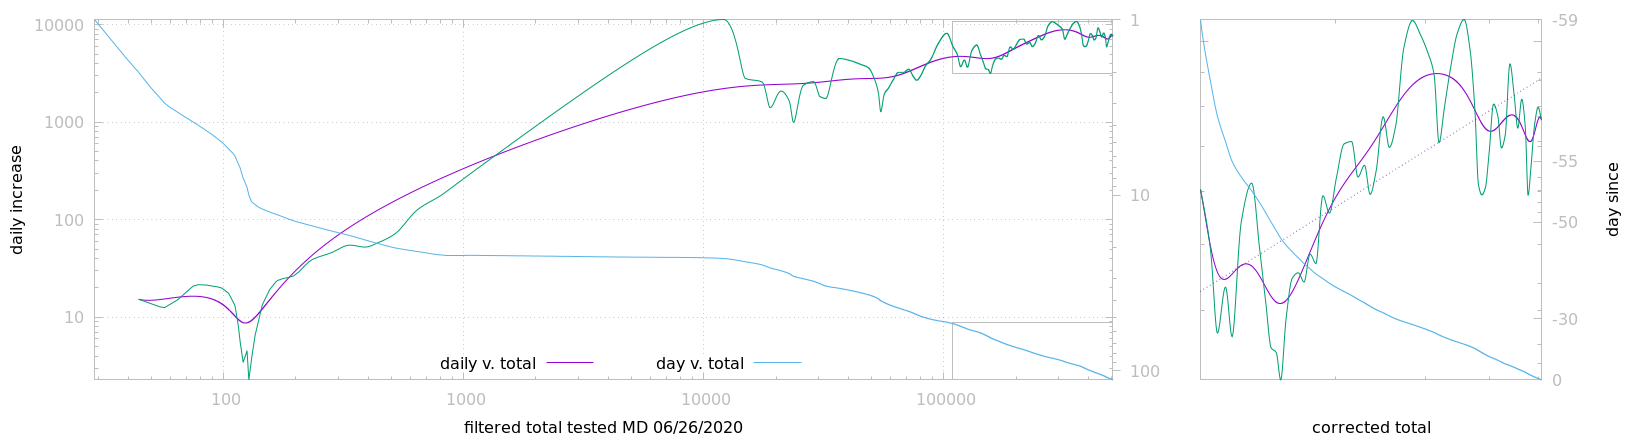 10000
1000
100
10
daily increase
100
1000
10000
100000
filtered total tested MD 06/26/2020
daily v. total
day v. total
1
10
100
-59
-55
-50
-30
0
day since
corrected total